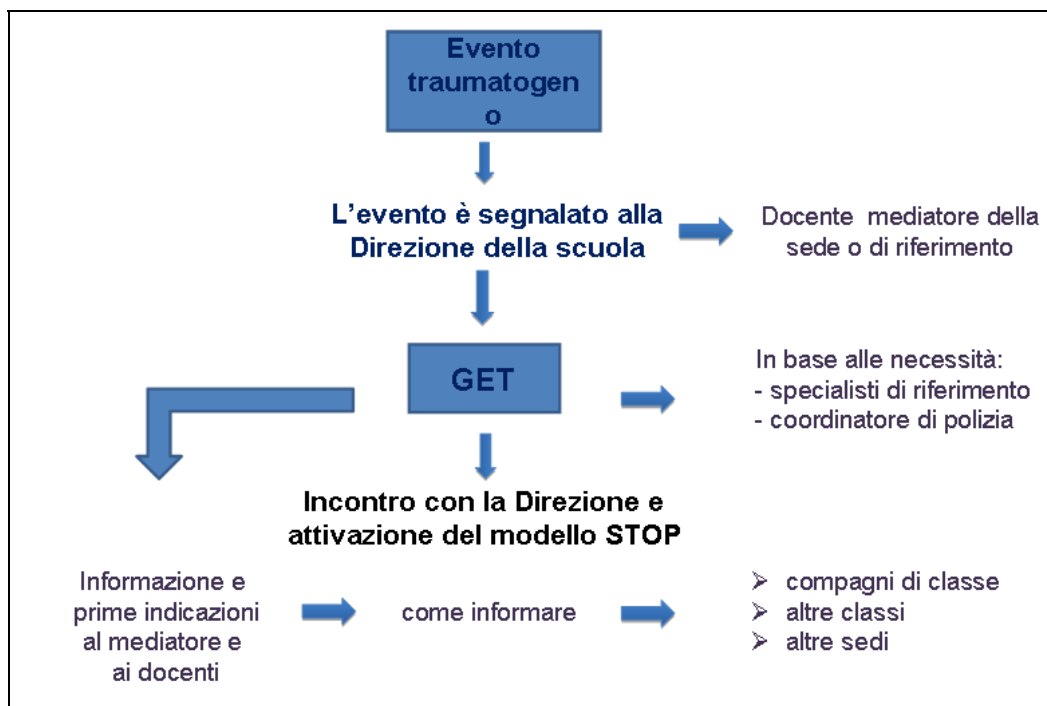 Evento
traumatogen
o
L'evento è segnalato alla
Direzione della scuola
Docente mediatore della
sede o di riferimento
GET
In base alle necessità:
- specialisti di riferimento
- coordinatore di polizia
Incontro con la Direzione e
attivazione del modello STOP
Informazione e
prime indicazioni
al mediatore e
ai docenti
come informare
➢ compagni di classe
➢ altre classi
➢ altre sedi